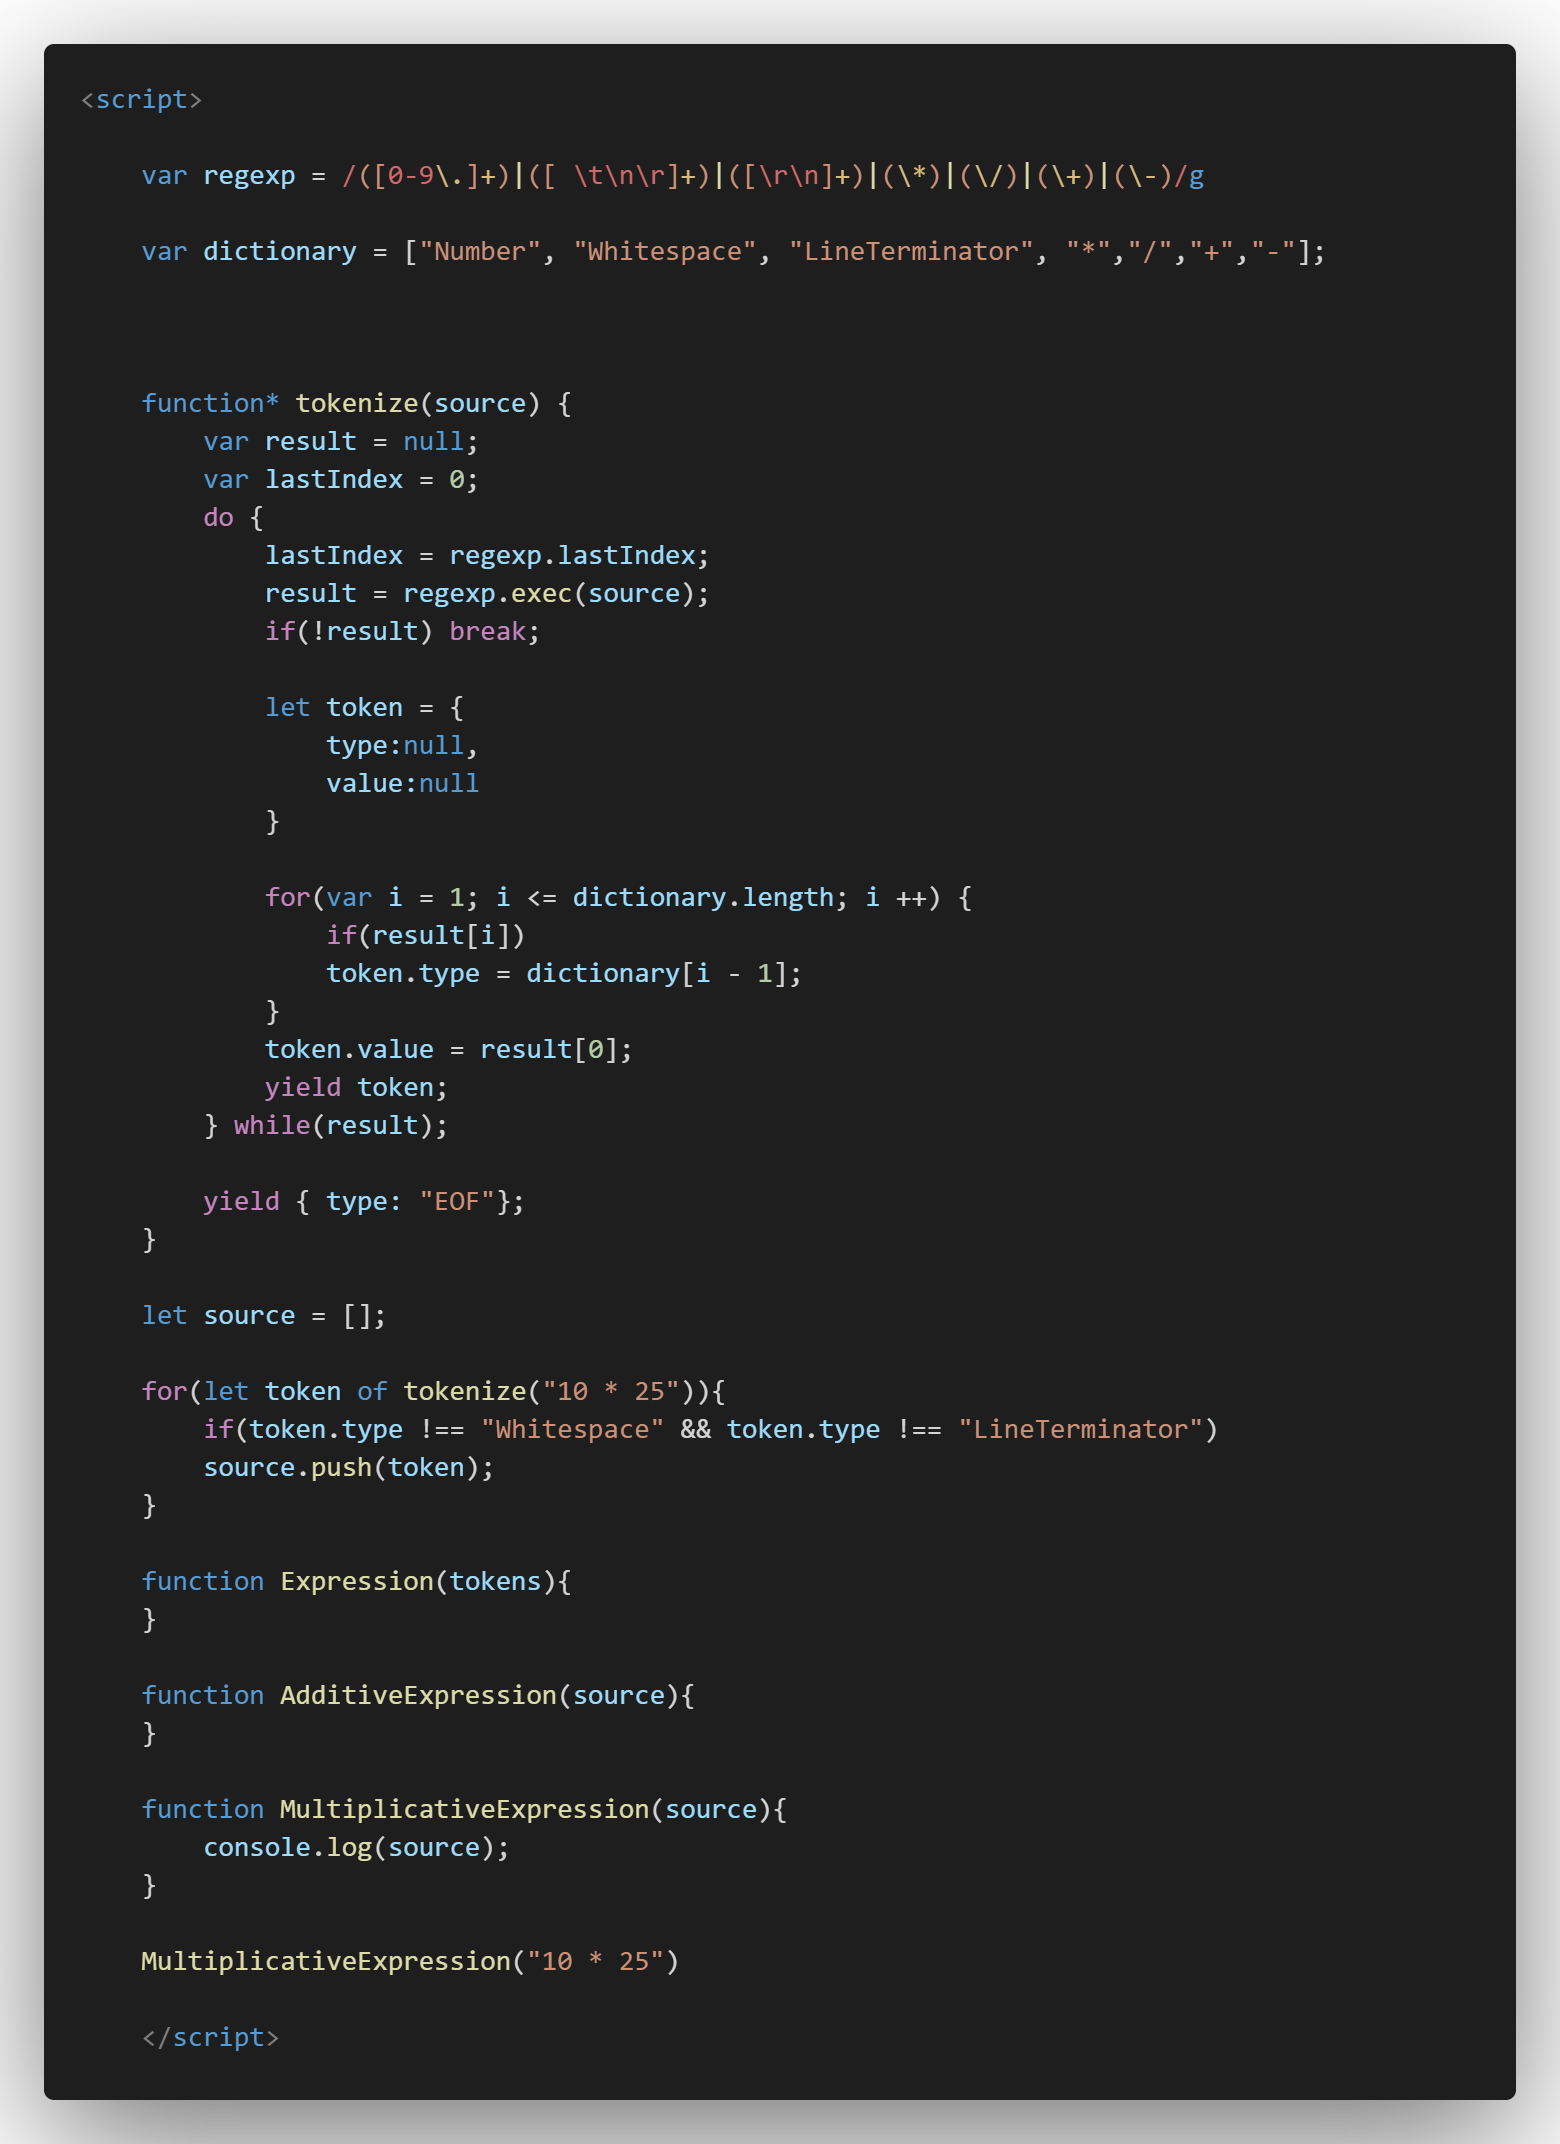 <script>
var regexp = /([0-9\.]+)|([ \t\n\r]+)|([\r\n]+)|(\*)|(\/)|(\+)|(\-)/g
var dictionary = ["Number", "Whitespace", "LineTerminator", "*","/","+","-"];
function* tokenize(source) {
var result = null;
var lastIndex = 0;
do {
lastIndex = regexp.lastIndex;
result = regexp.exec(source);
if(!result) break;
let token = {
type:null,
value:null
}
for(var i = 1; i <= dictionary.length; i ++) {
if(result[i])
token.type = dictionary[i - 1];
}
token.value = result[0];
yield token;
} while(result);
yield { type: "EOF"};
}
let source = [];
for(let token of tokenize("10 * 25")){
if(token.type !== "Whitespace" && token.type !== "LineTerminator")
source.push(token);
}
function Expression(tokens){
}
function AdditiveExpression(source){
}
function MultiplicativeExpression(source){
console.log(source);
}
MultiplicativeExpression("10 * 25")
</script>